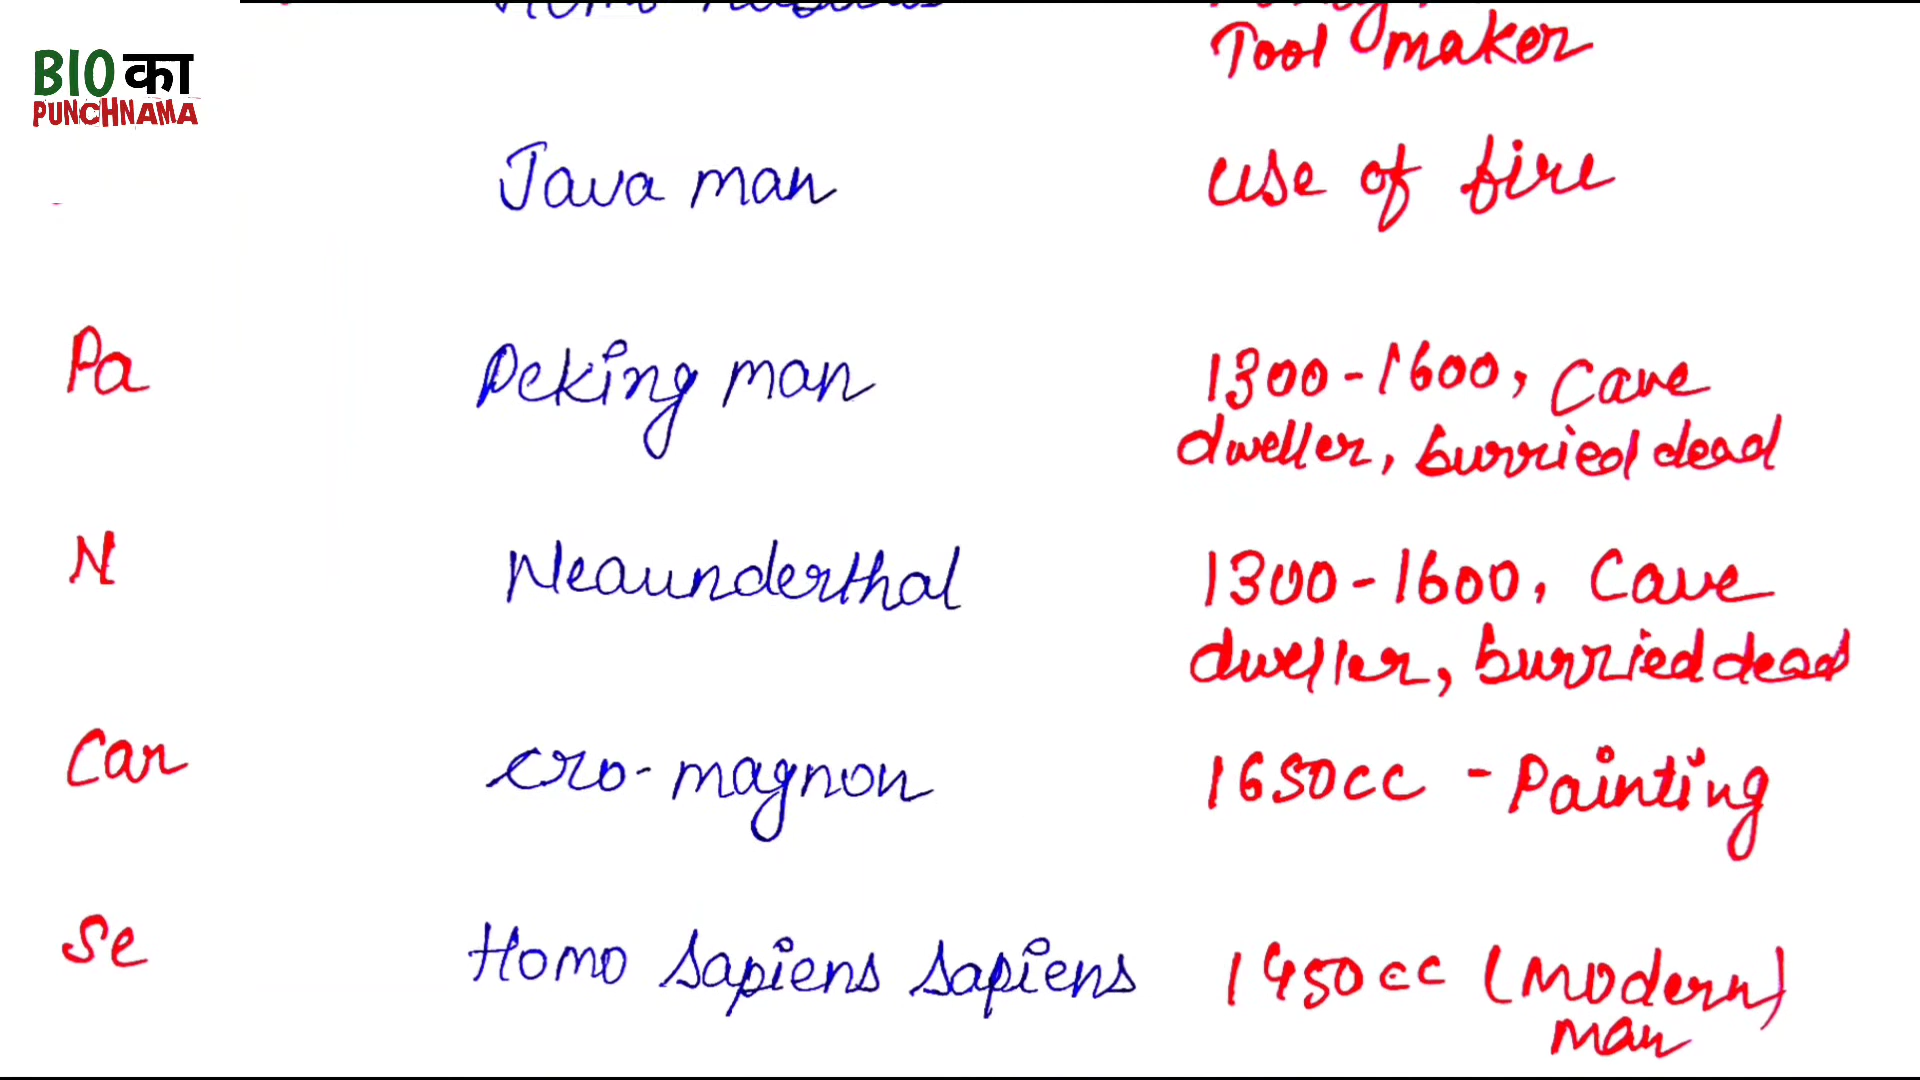 BIO का
PUNCHNAMA
Tool maker
Java man use of fire
Pa Peking man 1300-1600, Cave
dweller, burried dead
N Neaunderthal 1300-1600, Cave
dweller, burried dead
Car cro-magnon 1650cc - Painting
Se Homo sapiens sapiens 1450cc (Modern)
man